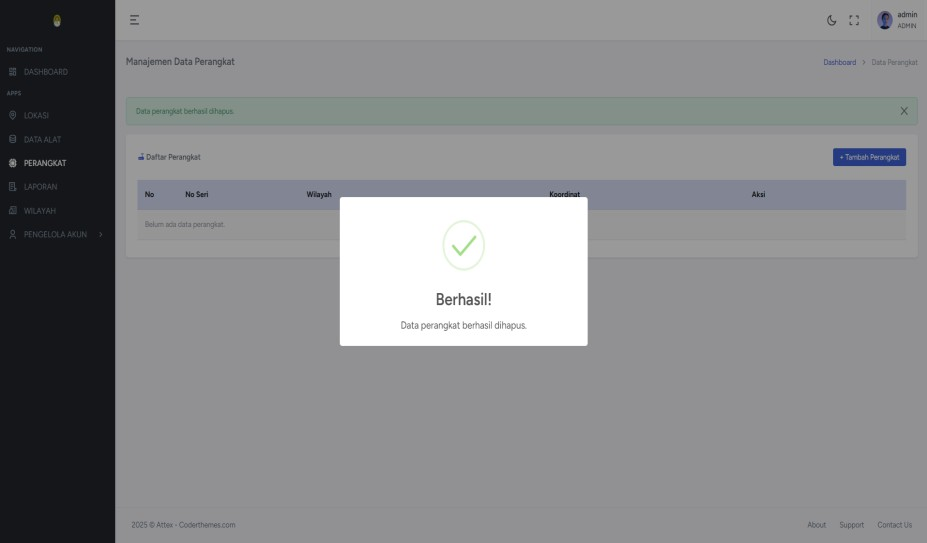 admin
ADMIN
NAVIGATION
DASHBOARD
APPS
LOKASI
DATA ALAT
PERANGKAT
LAPORAN
WILAYAH
PENGELOLA AKUN
Manajemen Data Perangkat
Dashboard > Data Perangkat
Data perangkat berhasil dihapus.
Daftar Perangkat
+ Tambah Perangkat
No No Seri Wilayah Koordinat Aksi
Belum ada data perangkat.
Berhasil!
Data perangkat berhasil dihapus.
2025 © Attex - Coderthemes.com
About Support Contact Us